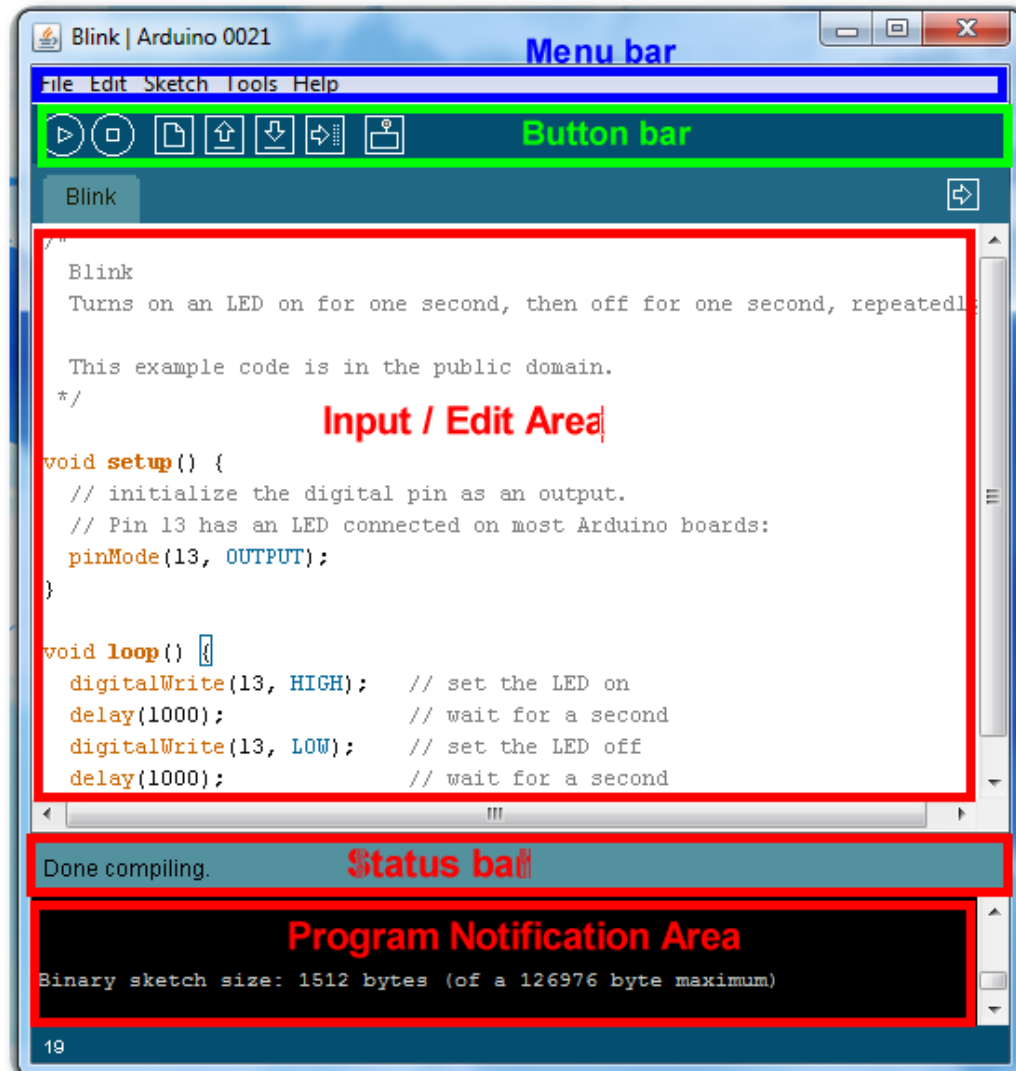 Blink | Arduino 0021
Menu bar
File Edit Sketch Tools Help
Button bar
Blink
/*
Blink
Turns on an LED on for one second, then off for one second, repeatedly
This example code is in the public domain.
*/
Input / Edit Area
void setup() {
// initialize the digital pin as an output.
// Pin 13 has an LED connected on most Arduino boards:
pinMode(13, OUTPUT);
}
void loop() {
digitalWrite(13, HIGH); // set the LED on
delay(1000); // wait for a second
digitalWrite(13, LOW); // set the LED off
delay(1000); // wait for a second
Done compiling.
Status bar
Program Notification Area
Binary sketch size: 1512 bytes (of a 126976 byte maximum)
19